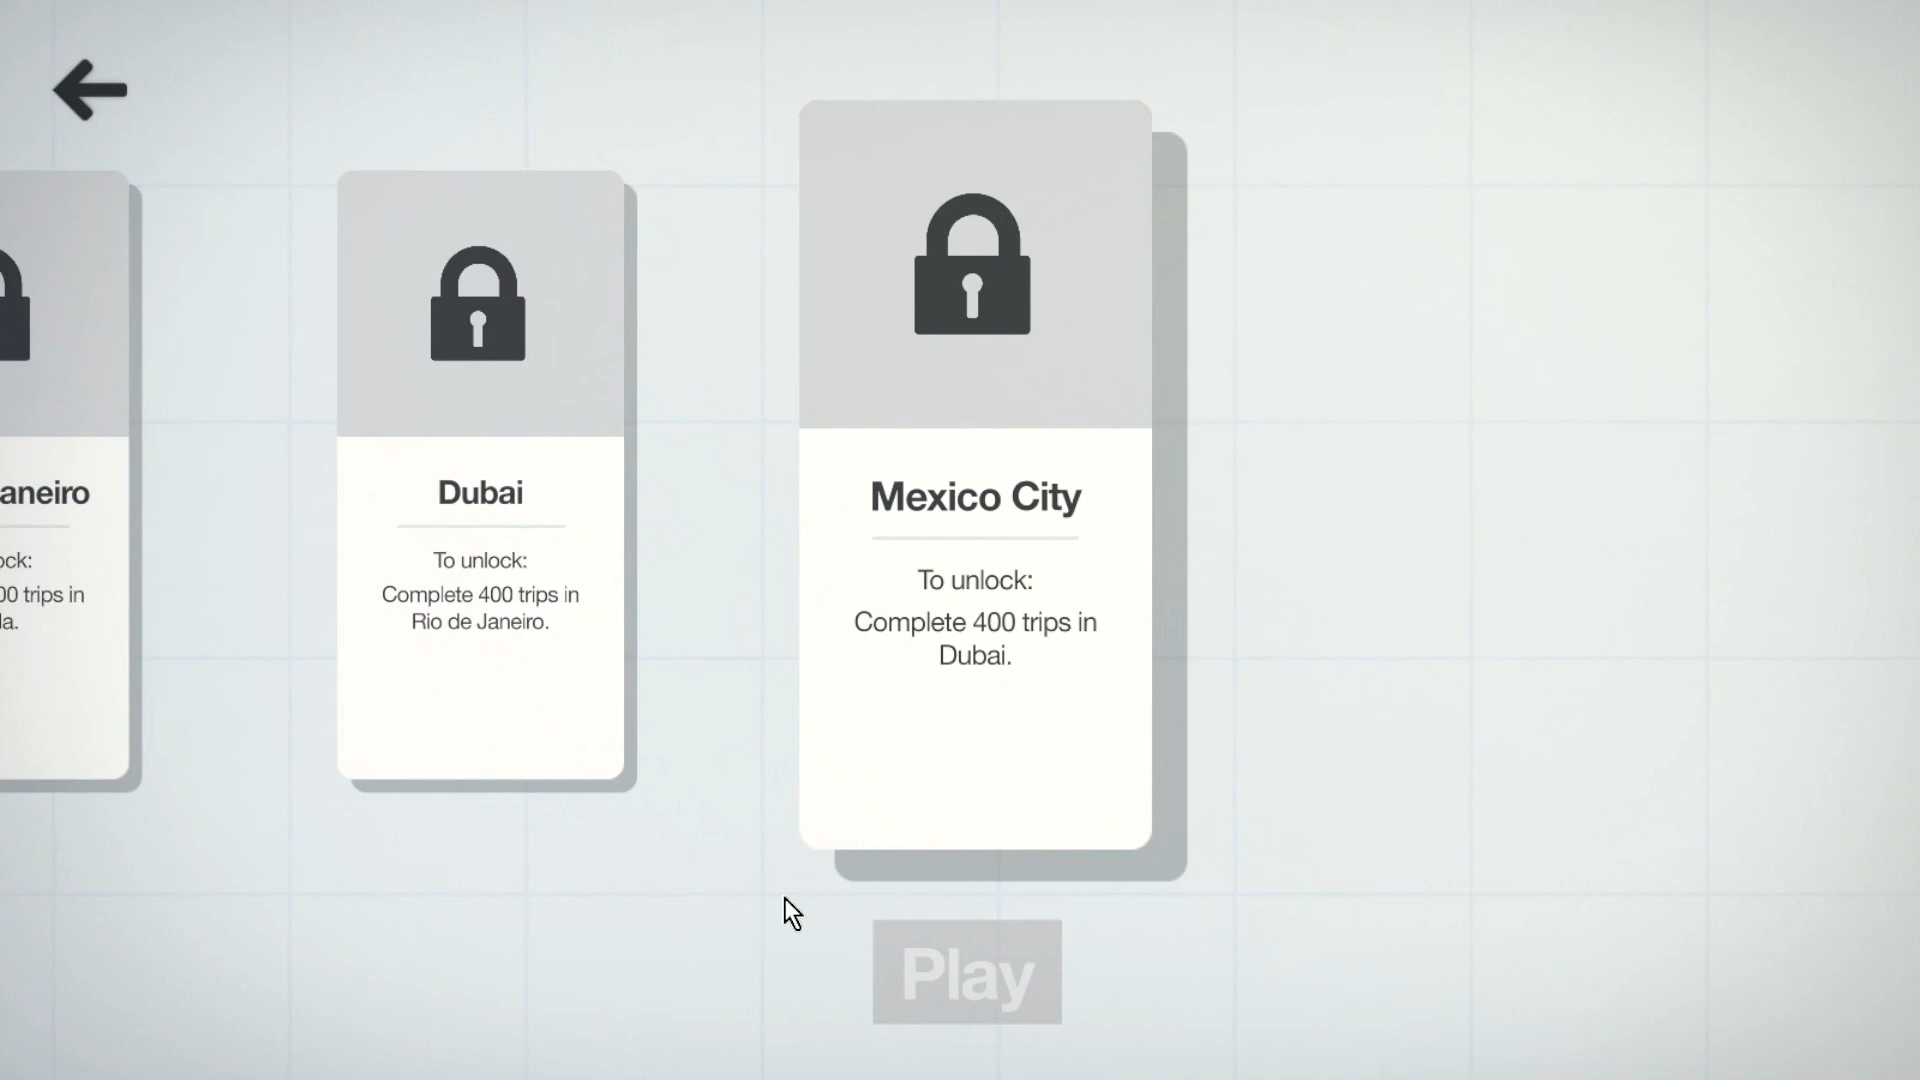 aneiro
ock:
00 trips in
la.
Dubai
To unlock:
Complete 400 trips in
Rio de Janeiro.
Mexico City
To unlock:
Complete 400 trips in
Dubai.
Play